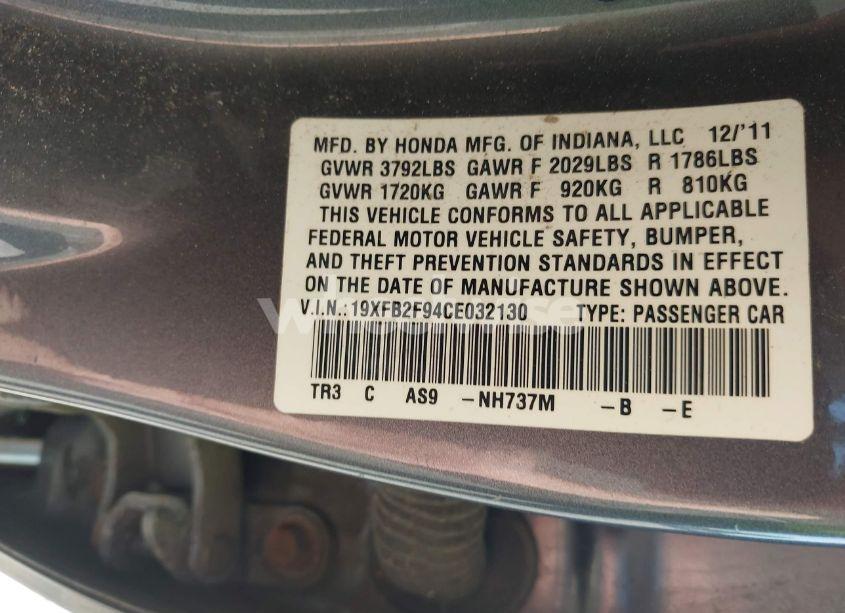 MFD. BY HONDA MFG. OF INDIANA, LLC 12/'11
GVWR 3792LBS GAWR F 2029LBS R 1786LBS
GVWR 1720KG GAWR F 920KG R 810KG
THIS VEHICLE CONFORMS TO ALL APPLICABLE
FEDERAL MOTOR VEHICLE SAFETY, BUMPER,
AND THEFT PREVENTION STANDARDS IN EFFECT
ON THE DATE OF MANUFACTURE SHOWN ABOVE.
V.I.N.: 19XFB2F94CE032130 TYPE: PASSENGER CAR
TR3 C AS9 -NH737M -B -E